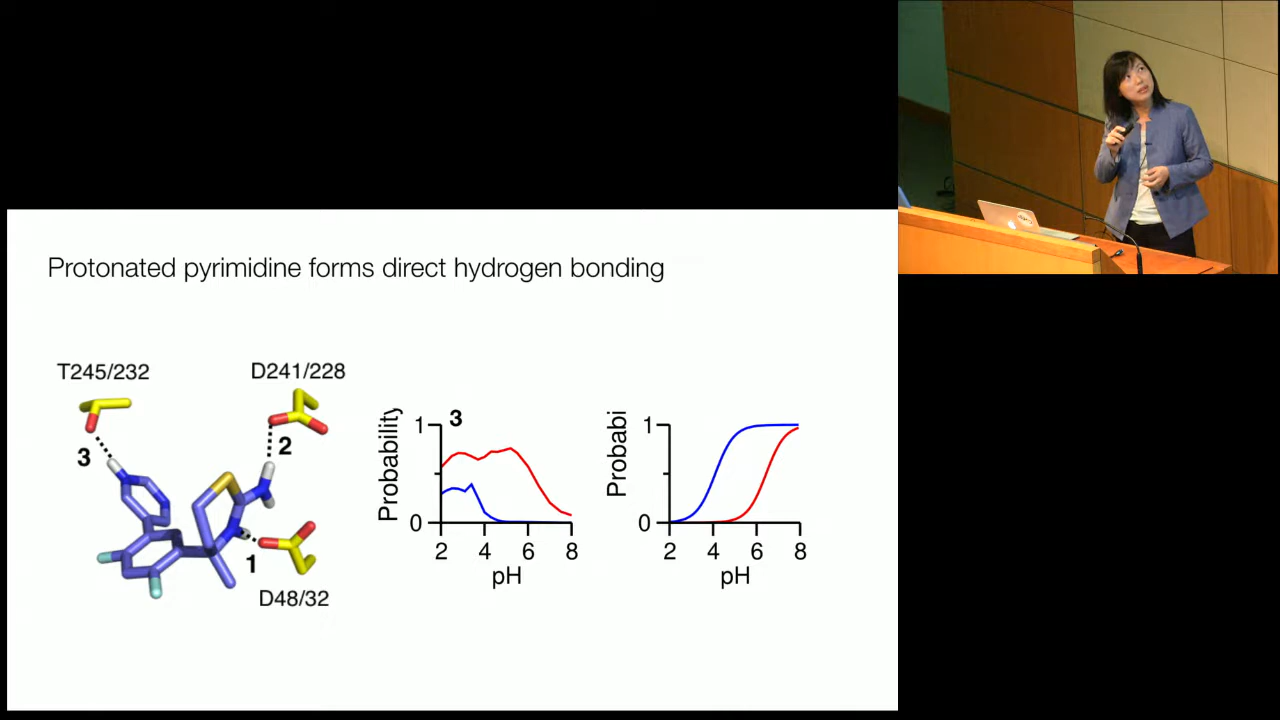 Protonated pyrimidine forms direct hydrogen bonding
T245/232
D241/228
3
2
1
D48/32
Probability
1
0
3
2 4 6 8
pH
Probabi
1
0
2 4 6 8
pH